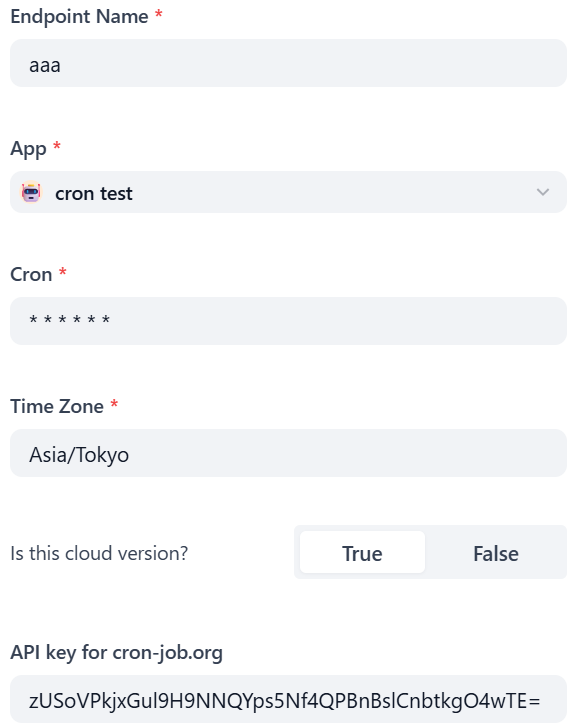 Endpoint Name *
aaa
App *
cron test
Cron *
* * * * * *
Time Zone *
Asia/Tokyo
Is this cloud version? True False
API key for cron-job.org
zUSoVPkjxGul9H9NNQYps5Nf4QPBnBslCnbtkgO4wTE=